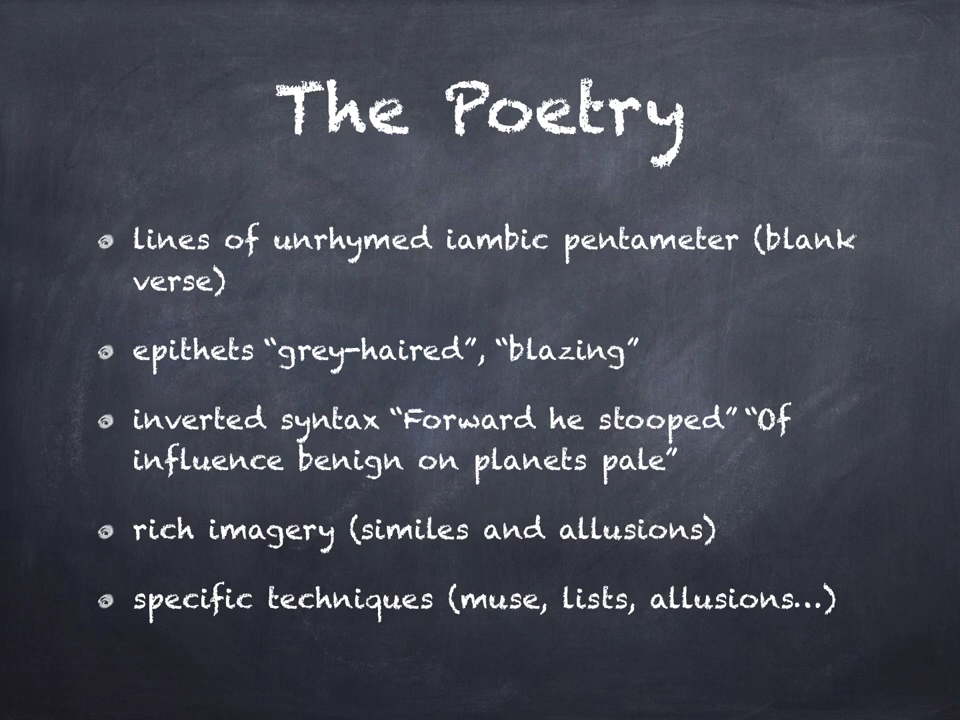 The Poetry
lines of unrhymed iambic pentameter (blank
verse)
epithets “grey-haired”, “blazing”
inverted syntax “Forward he stooped” “Of
influence benign on planets pale”
rich imagery (similes and allusions)
specific techniques (muse, lists, allusions…)